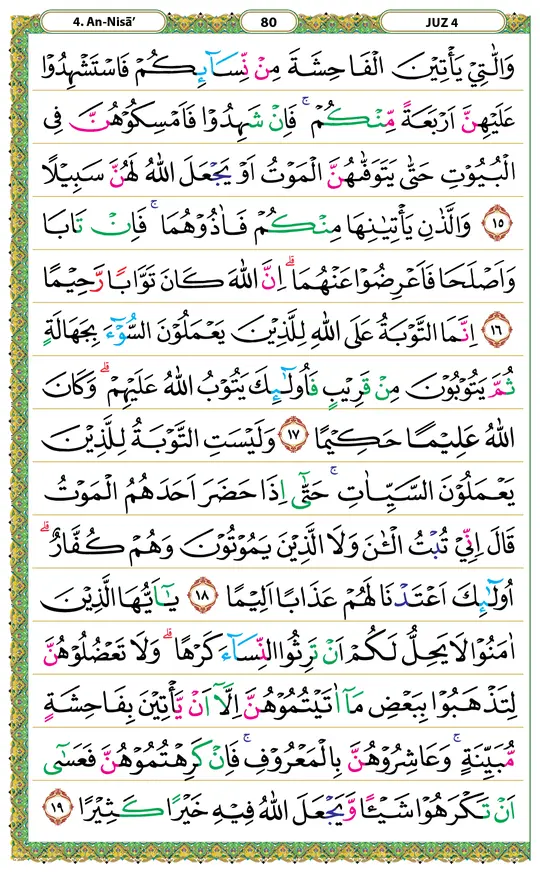 4. An-Nisā’ 80 JUZ 4
وَالّٰتِيْ يَأْتِيْنَ الْفَاحِشَةَ مِنْ نِّسَاۤىِٕكُمْ فَاسْتَشْهِدُوْا
عَلَيْهِنَّ اَرْبَعَةً مِّنْكُمْ ۚ فَاِنْ شَهِدُوْا فَاَمْسِكُوْهُنَّ فِى
الْبُيُوْتِ حَتّٰى يَتَوَفّٰىهُنَّ الْمَوْتُ اَوْ يَجْعَلَ اللّٰهُ لَهُنَّ سَبِيْلًا
١٥ وَالَّذٰنِ يَأْتِيٰنِهَا مِنْكُمْ فَاٰذُوْهُمَا ۚ فَاِنْ تَابَا
وَاَصْلَحَا فَاَعْرِضُوْا عَنْهُمَا ۗ اِنَّ اللّٰهَ كَانَ تَوَّابًا رَّحِيْمًا
١٦ اِنَّمَا التَّوْبَةُ عَلَى اللّٰهِ لِلَّذِيْنَ يَعْمَلُوْنَ السُّوْۤءَ بِجَهَالَةٍ
ثُمَّ يَتُوْبُوْنَ مِنْ قَرِيْبٍ فَاُولٰۤىِٕكَ يَتُوْبُ اللّٰهُ عَلَيْهِمْ ۗ وَكَانَ
اللّٰهُ عَلِيْمًا حَكِيْمًا ١٧ وَلَيْسَتِ التَّوْبَةُ لِلَّذِيْنَ
يَعْمَلُوْنَ السَّيِّاٰتِ ۚ حَتّٰىٓ اِذَا حَضَرَ اَحَدَهُمُ الْمَوْتُ
قَالَ اِنِّيْ تُبْتُ الْـٰٔنَ وَلَا الَّذِيْنَ يَمُوْتُوْنَ وَهُمْ كُفَّارٌ ۗ
اُولٰۤىِٕكَ اَعْتَدْنَا لَهُمْ عَذَابًا اَلِيْمًا ١٨ يٰٓاَيُّهَا الَّذِيْنَ
اٰمَنُوْا لَا يَحِلُّ لَكُمْ اَنْ تَرِثُوا النِّسَاۤءَ كَرْهًا ۗ وَلَا تَعْضُلُوْهُنَّ
لِتَذْهَبُوْا بِبَعْضِ مَآ اٰتَيْتُمُوْهُنَّ اِلَّآ اَنْ يَّأْتِيْنَ بِفَاحِشَةٍ
مُّبَيِّنَةٍ ۚ وَعَاشِرُوْهُنَّ بِالْمَعْرُوْفِ ۚ فَاِنْ كَرِهْتُمُوْهُنَّ فَعَسٰىٓ
اَنْ تَكْرَهُوْا شَيْـًٔا وَّيَجْعَلَ اللّٰهُ فِيْهِ خَيْرًا كَثِيْرًا ١٩